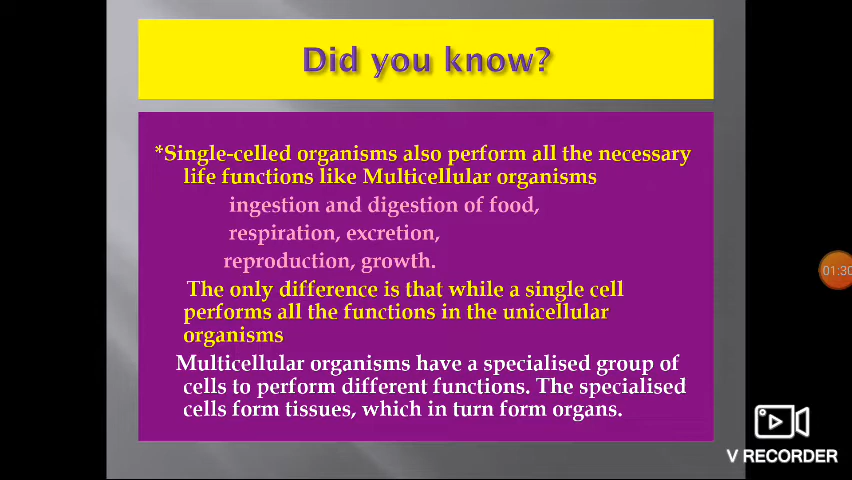 Did you know?
*Single-celled organisms also perform all the necessary
life functions like Multicellular organisms
ingestion and digestion of food,
respiration, excretion,
reproduction, growth.
The only difference is that while a single cell
performs all the functions in the unicellular
organisms
Multicellular organisms have a specialised group of
cells to perform different functions. The specialised
cells form tissues, which in turn form organs.
01:30
V RECORDER